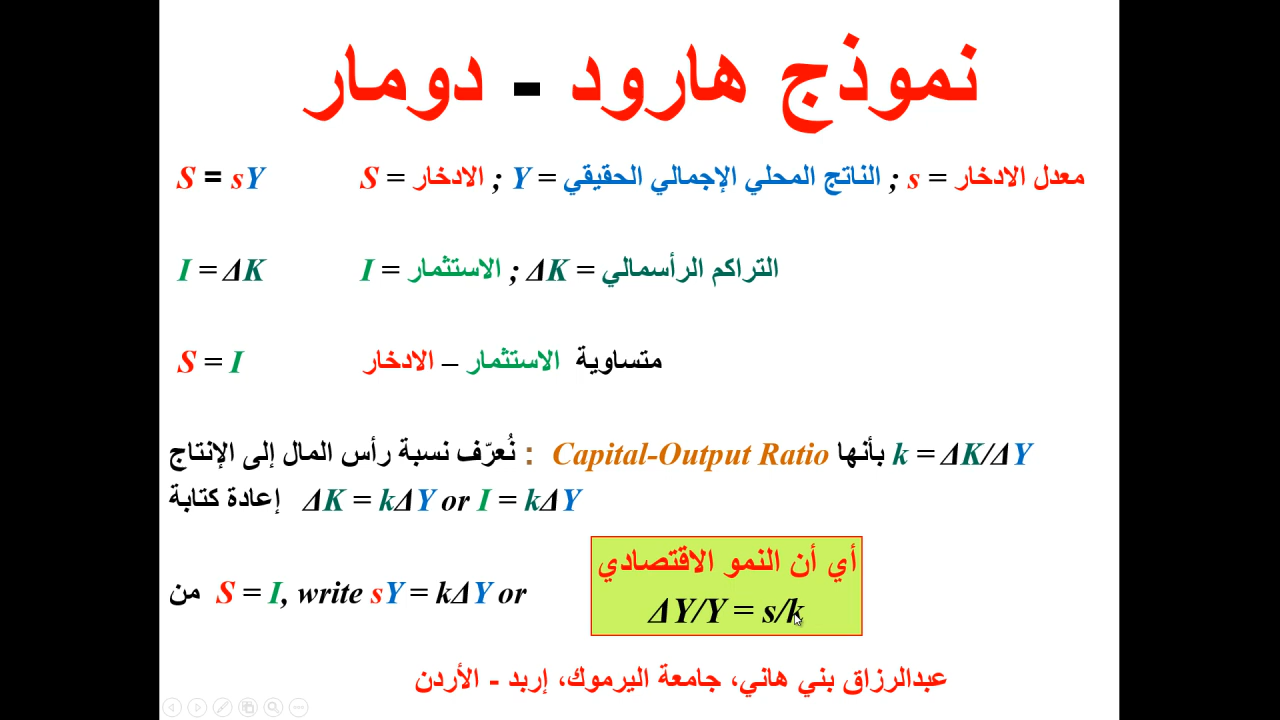 نموذج هارود - دومار
S = sY    S = الادخار ; Y = الناتج المحلي الإجمالي الحقيقي ; s = معدل الادخار
I = ΔK    I = الاستثمار ; ΔK = التراكم الرأسمالي
S = I    متساوية الاستثمار – الادخار
نُعرّف نسبة رأس المال إلى الإنتاج : Capital-Output Ratio بأنها k = ΔK/ΔY
إعادة كتابة ΔK = kΔY or I = kΔY
من S = I, write sY = kΔY or
أي أن النمو الاقتصادي
ΔY/Y = s/k
عبدالرزاق بني هاني، جامعة اليرموك، إربد - الأردن